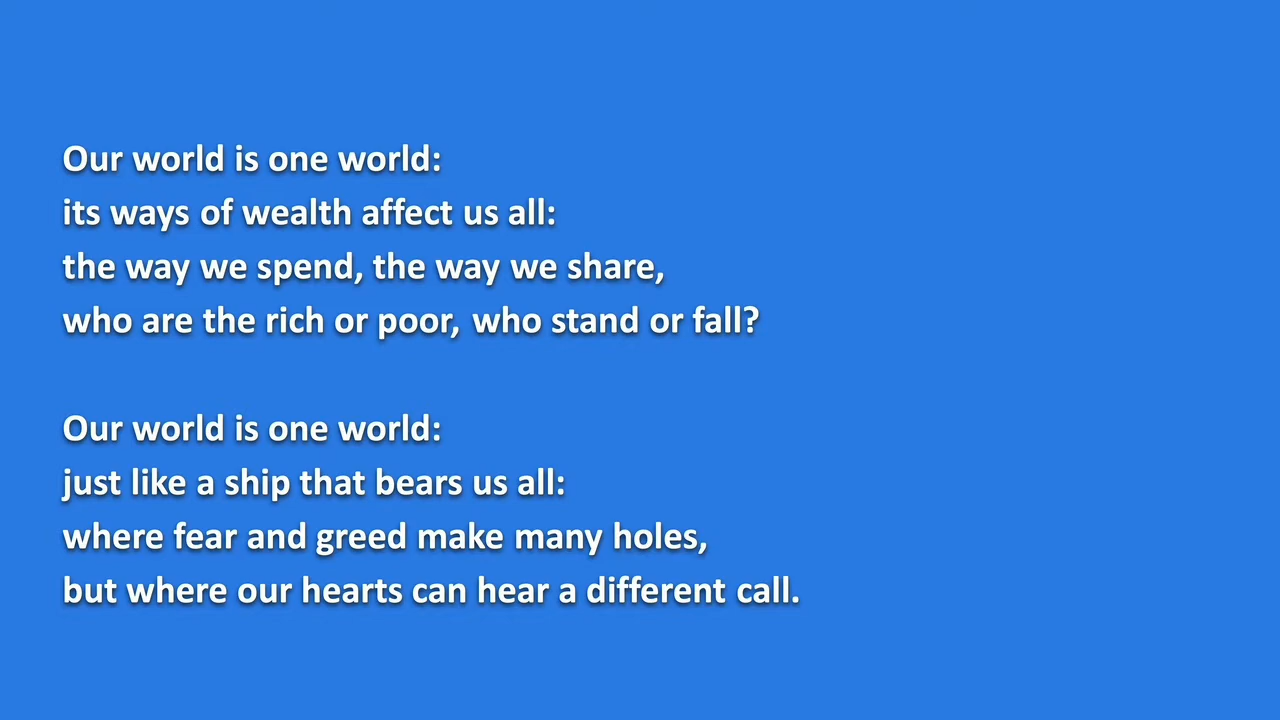 Our world is one world:
its ways of wealth affect us all:
the way we spend, the way we share,
who are the rich or poor, who stand or fall?
Our world is one world:
just like a ship that bears us all:
where fear and greed make many holes,
but where our hearts can hear a different call.